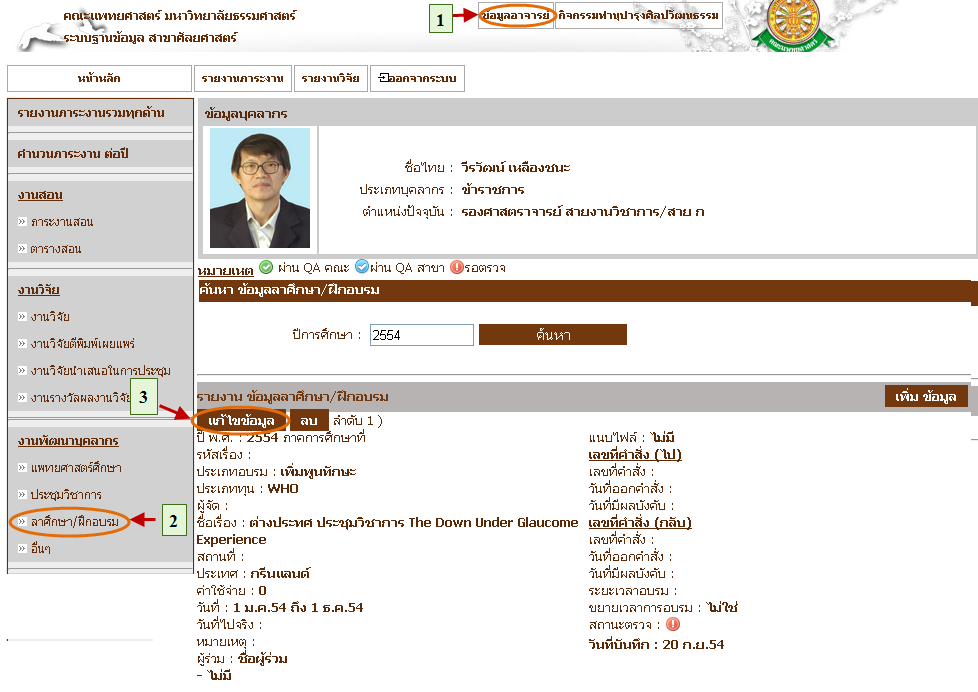 คณะแพทยศาสตร์ มหาวิทยาลัยธรรมศาสตร์
ระบบฐานข้อมูล สาขาศัลยศาสตร์
1
ข้อมูลอาจารย์
กิจกรรมทำนุบำรุงศิลปวัฒนธรรม
หน้าหลัก
รายงานภาระงาน
รายงานวิจัย
ออกจากระบบ
รายงานภาระงานรวมทุกด้าน
คำนวนภาระงาน ต่อปี
งานสอน
» ภาระงานสอน
» ตารางสอน
งานวิจัย
» งานวิจัย
» งานวิจัยตีพิมพ์เผยแพร่
» งานวิจัยนำเสนอในการประชุม
» งานรางวัลผลงานวิจัย
3
งานพัฒนาบุคลากร
» แพทยศาสตร์ศึกษา
» ประชุมวิชาการ
» ลาศึกษา/ฝึกอบรม
2
» อื่นๆ
ข้อมูลบุคลากร
ชื่อไทย : วีรวัฒน์ เหลืองชนะ
ประเภทบุคลากร : ข้าราชการ
ตำแหน่งปัจจุบัน : รองศาสตราจารย์ สายงานวิชาการ/สาย ก
หมายเหตุ ผ่าน QA คณะ ผ่าน QA สาขา รอตรวจ
ค้นหา ข้อมูลลาศึกษา/ฝึกอบรม
ปีการศึกษา : 2554 ค้นหา
รายงาน ข้อมูลลาศึกษา/ฝึกอบรม
เพิ่ม ข้อมูล
แก้ไขข้อมูล ลบ ลำดับ 1 )
ปี พ.ศ. : 2554 ภาคการศึกษาที่
รหัสเรื่อง :
ประเภทอบรม : เพิ่มพูนทักษะ
ประเภททุน : WHO
ผู้จัด :
ชื่อเรื่อง : ต่างประเทศ ประชุมวิชาการ The Down Under Glaucome
Experience
สถานที่ :
ประเทศ : กรีนแลนด์
ค่าใช้จ่าย : 0
วันที่ : 1 ม.ค.54 ถึง 1 ธ.ค.54
วันที่ไปจริง :
หมายเหตุ :
ผู้ร่วม : ชื่อผู้ร่วม
- ไม่มี
แนบไฟล์ : ไม่มี
เลขที่คำสั่ง (ไป)
เลขที่คำสั่ง :
วันที่ออกคำสั่ง :
วันที่มีผลบังคับ :
เลขที่คำสั่ง (กลับ)
เลขที่คำสั่ง :
วันที่ออกคำสั่ง :
วันที่มีผลบังคับ :
ระยะเวลาอบรม :
ขยายเวลาการอบรม : ไม่ใช่
สถานะตรวจ :
วันที่บันทึก : 20 ก.ย.54